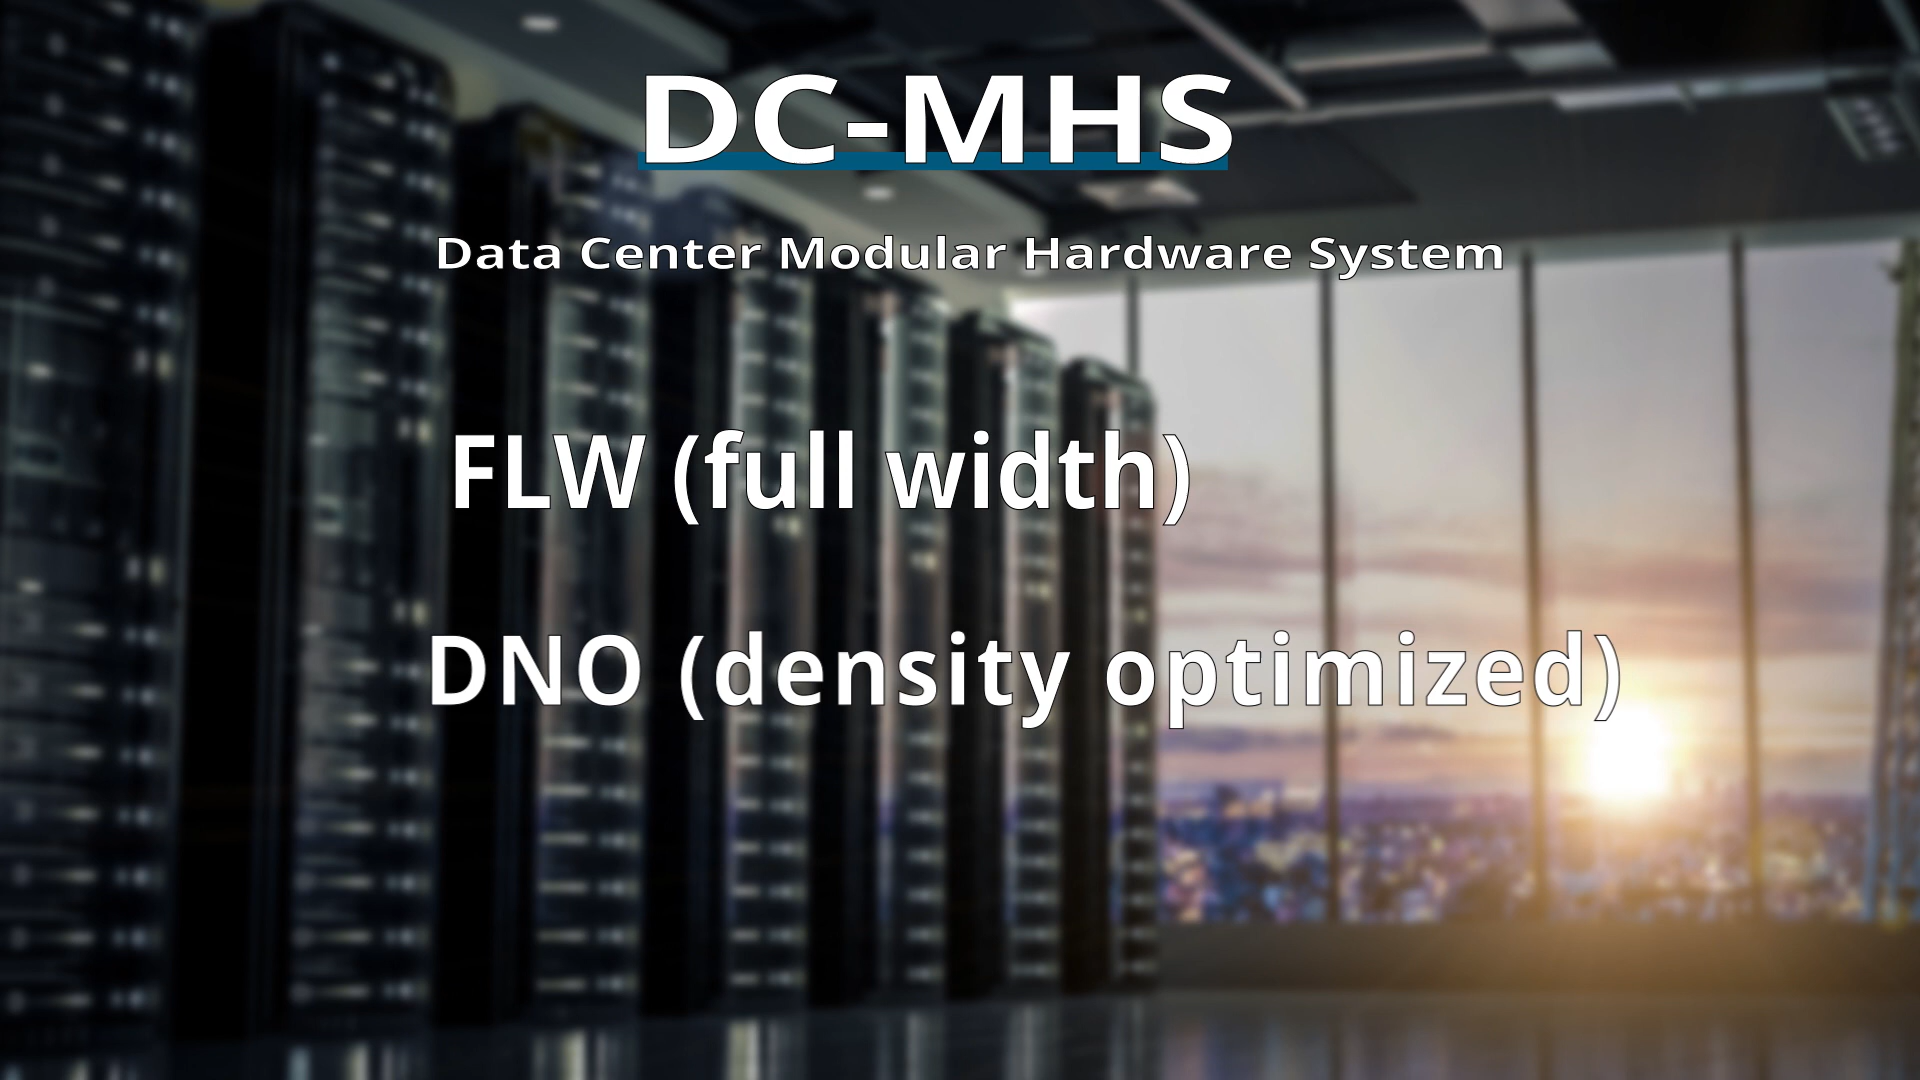 DC-MHS
Data Center Modular Hardware System
FLW (full width)
DNO (density optimized)